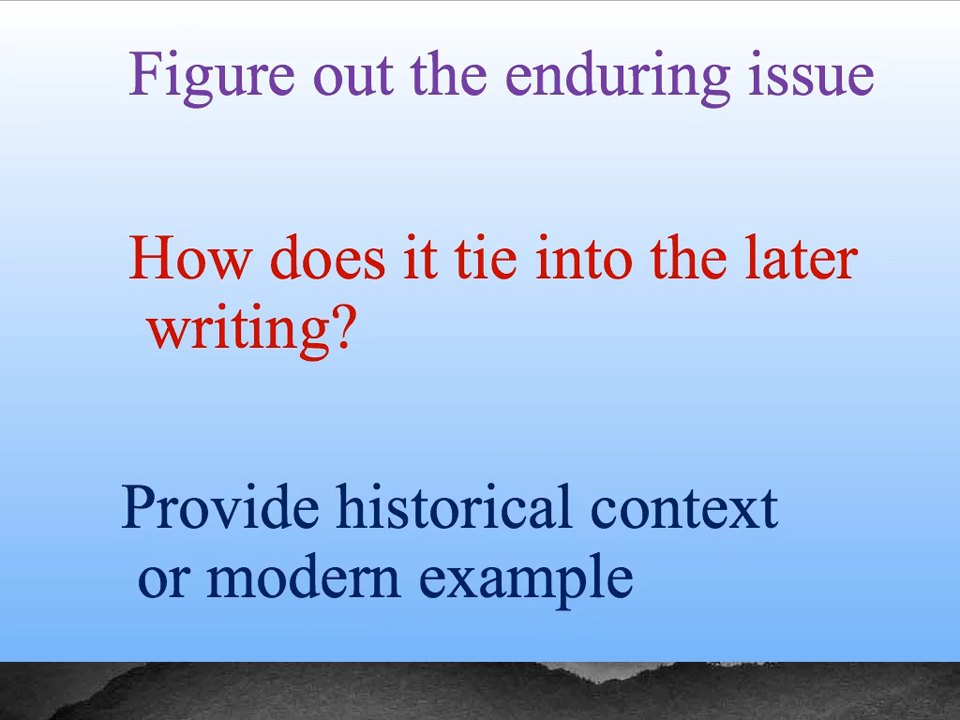 Figure out the enduring issue
How does it tie into the later
writing?
Provide historical context
or modern example